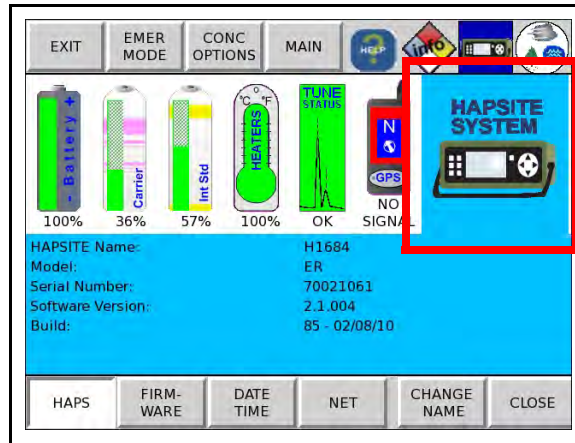 EXIT
EMER
MODE
CONC
OPTIONS
MAIN
HELP
info
- Battery +
Carrier
Int Std
°C °F
HEATERS
TUNE
STATUS
N
GPS
HAPSITE
SYSTEM
100%
36%
57%
100%
OK
NO
SIGNAL
HAPSITE Name: H1684
Model: ER
Serial Number: 70021061
Software Version: 2.1.004
Build: 85 - 02/08/10
HAPS
FIRM-
WARE
DATE
TIME
NET
CHANGE
NAME
CLOSE